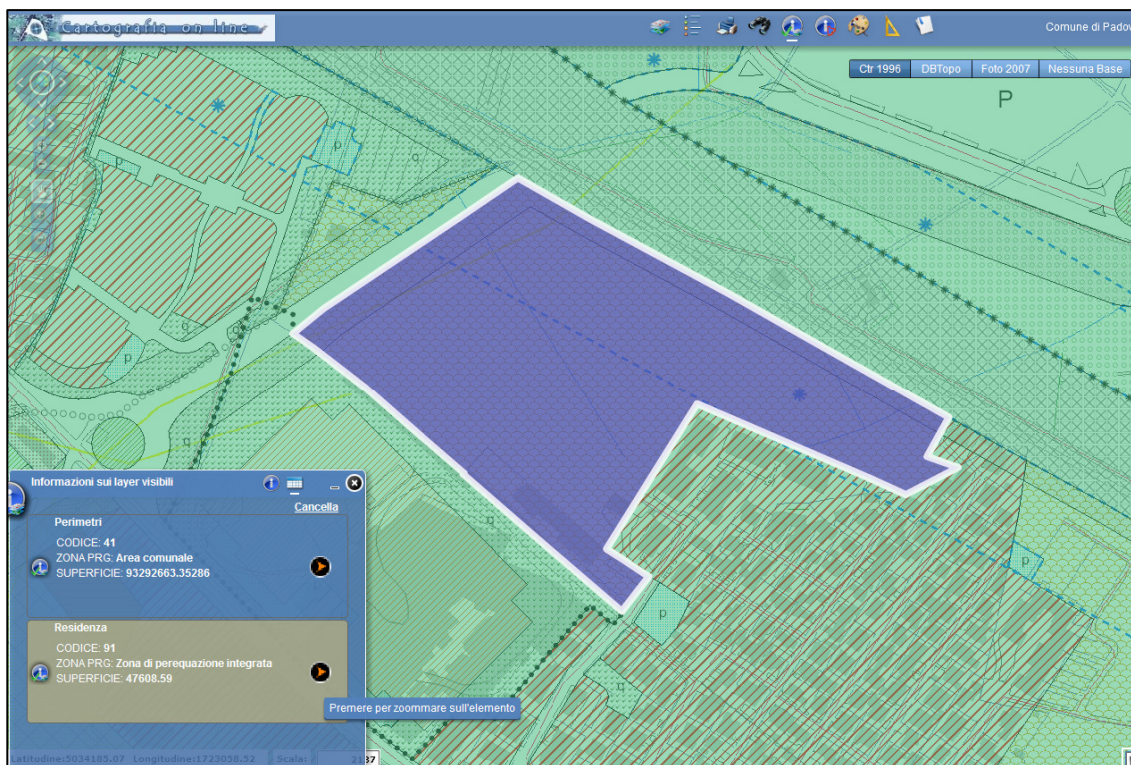 Cartografia on line
Comune di Padov
Ctr 1996 DBTopo Foto 2007 Nessuna Base
P
p
q
p
q
p
q
q
q
p
p
q
Informazioni sui layer visibili
Cancella
Perimetri
CODICE: 41
ZONA PRG: Area comunale
SUPERFICIE: 93292663.35286
Residenza
CODICE: 91
ZONA PRG: Zona di perequazione integrata
SUPERFICIE: 47608.59
Premere per zoommare sull'elemento
Latitudine:5034185.07 Longitudine:1723058.52 Scala: